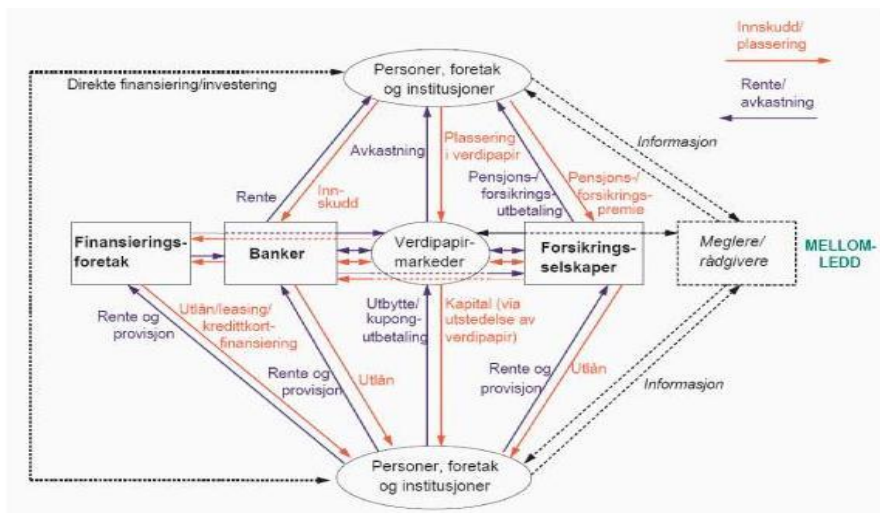 Innskudd/
plassering
Personer, foretak
og institusjoner
Direkte finansiering/investering
Rente/
avkastning
Informasjon
Avkastning
Plassering
i verdipapir
Rente
Inn-
skudd
Pensjons-/
forsikrings-
utbetaling
Pensjons-/
forsikrings-
premie
Finansierings-
foretak
Banker
Verdipapir-
markeder
Forsikrings-
selskaper
Meglere/
rådgivere
MELLOM-
LEDD
Rente og
provisjon
Utlån/leasing/
kredittkort-
finansiering
Rente og
provisjon
Utlån
Utbytte/
kupong-
utbetaling
Kapital (via
utstedelse av
verdipapir)
Rente og
provisjon
Utlån
Informasjon
Personer, foretak
og institusjoner